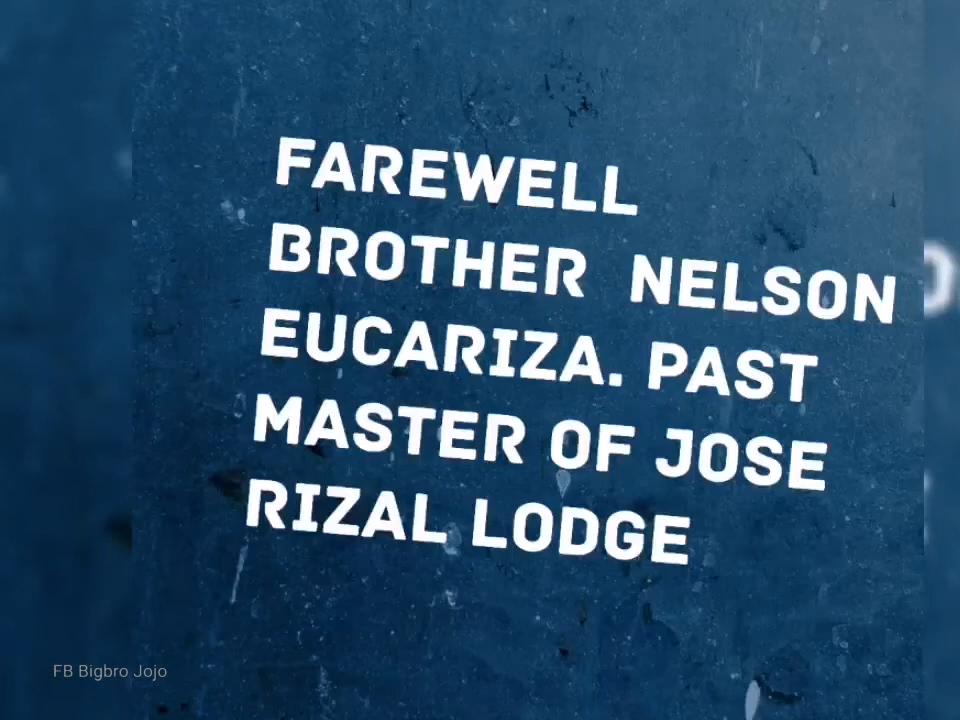 FAREWELL
BROTHER NELSON
EUCARIZA. PAST
MASTER OF JOSE
RIZAL LODGE
FB Bigbro Jojo